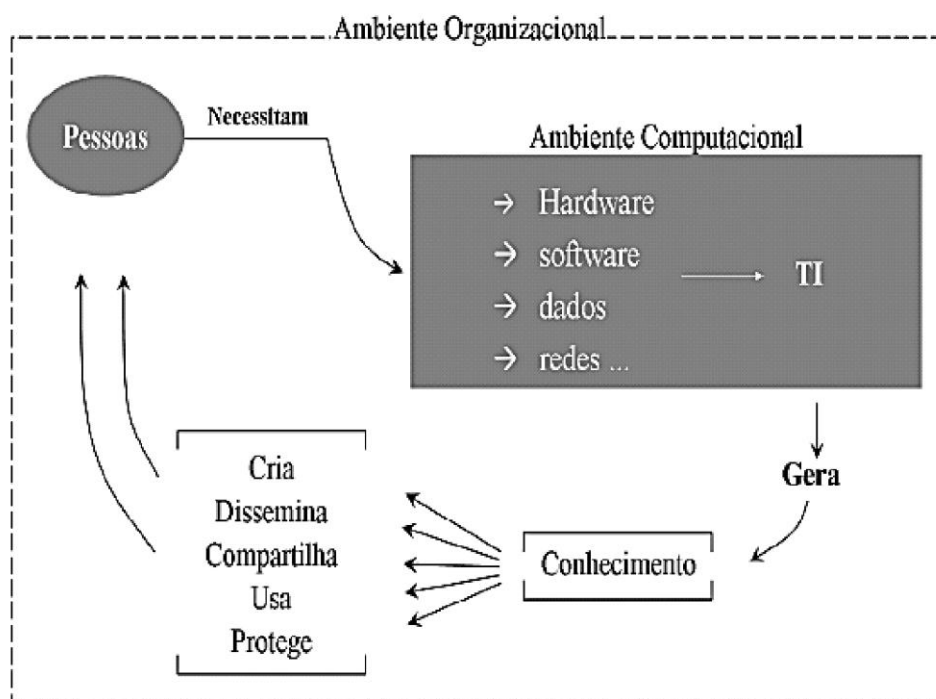 Ambiente Organizacional
Pessoas
Necessitam
Ambiente Computacional
→ Hardware
→ software
→ dados
→ redes ...
TI
Gera
Conhecimento
Cria
Dissemina
Compartilha
Usa
Protege